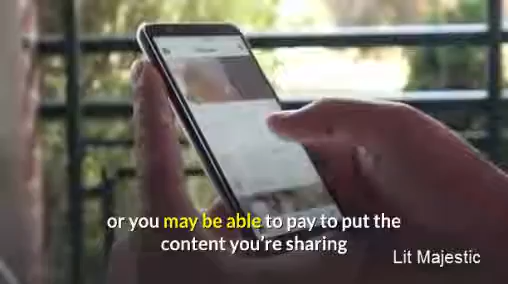 or you may be able to pay to put the
content you're sharing
Lit Majestic